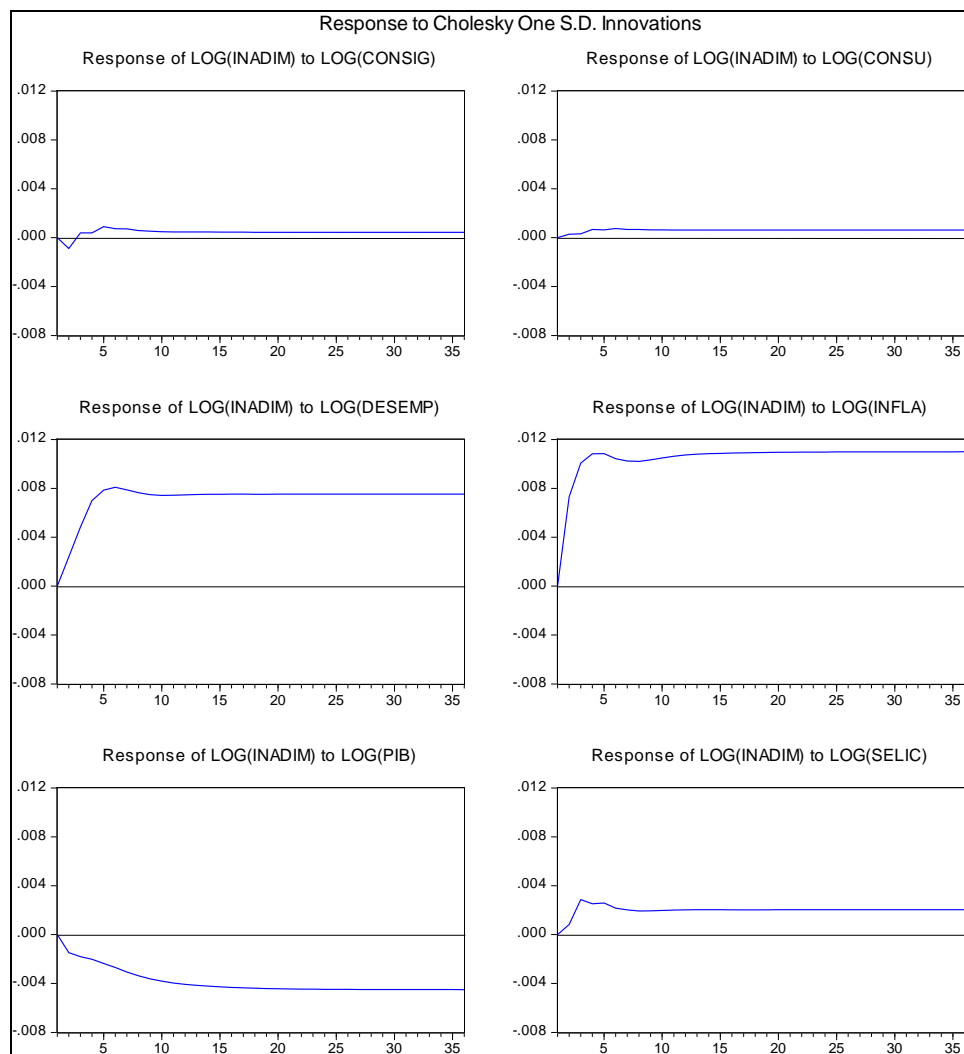 Response to Cholesky One S.D. Innovations
Response of LOG(INADIM) to LOG(CONSIG)
.012
.008
.004
.000
-.004
-.008
5 10 15 20 25 30 35
Response of LOG(INADIM) to LOG(CONSU)
.012
.008
.004
.000
-.004
-.008
5 10 15 20 25 30 35
Response of LOG(INADIM) to LOG(DESEMP)
.012
.008
.004
.000
-.004
-.008
5 10 15 20 25 30 35
Response of LOG(INADIM) to LOG(INFLA)
.012
.008
.004
.000
-.004
-.008
5 10 15 20 25 30 35
Response of LOG(INADIM) to LOG(PIB)
.012
.008
.004
.000
-.004
-.008
5 10 15 20 25 30 35
Response of LOG(INADIM) to LOG(SELIC)
.012
.008
.004
.000
-.004
-.008
5 10 15 20 25 30 35